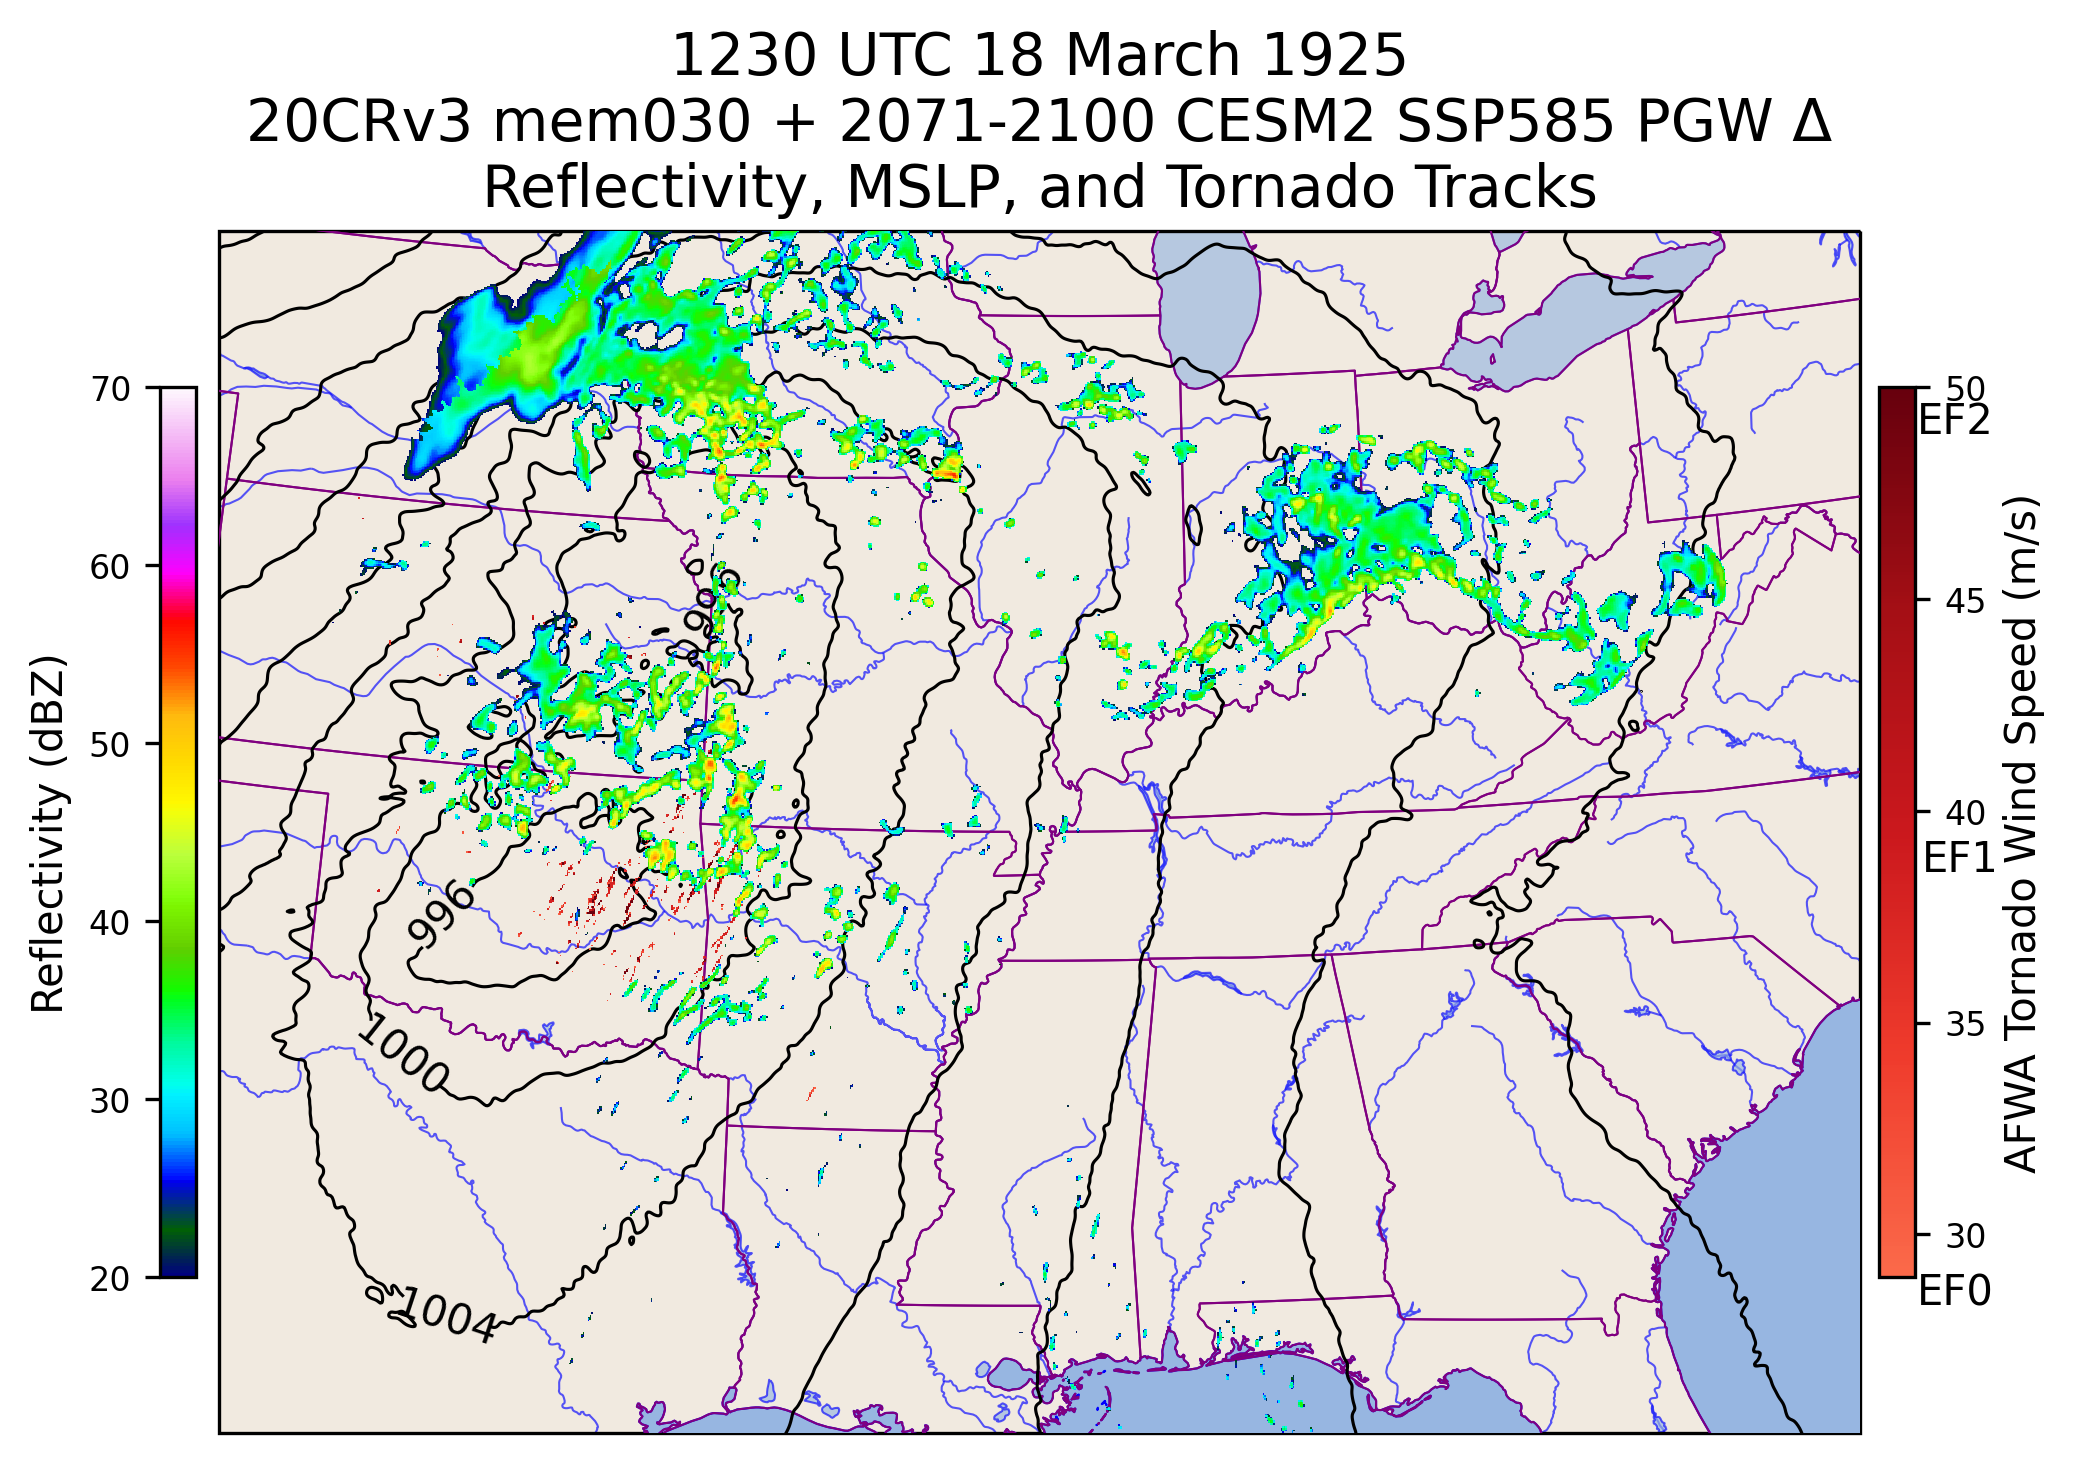 1230 UTC 18 March 1925
20CRv3 mem030 + 2071-2100 CESM2 SSP585 PGW Δ
Reflectivity, MSLP, and Tornado Tracks
70
60
50
40
30
20
Reflectivity (dBZ)
996
996
1000
1004
50
EF2
45
40
EF1
35
30
EF0
AFWA Tornado Wind Speed (m/s)